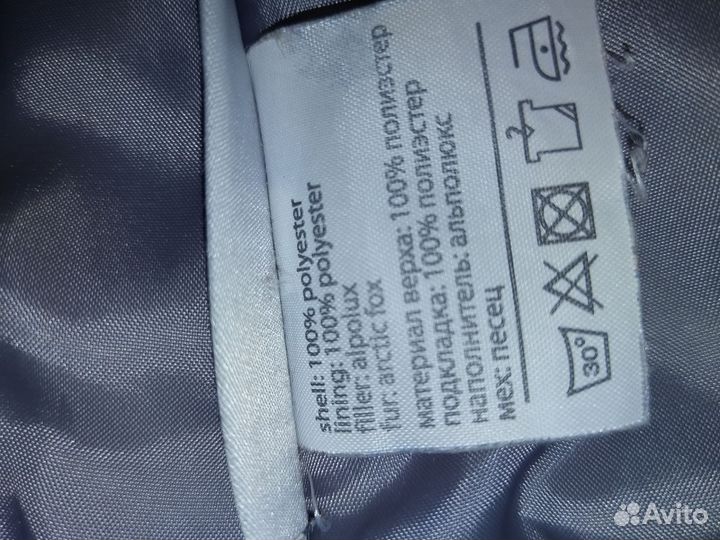 shell: 100% polyester
lining: 100% polyester
filler: alpolux
fur: arctic fox
материал верха: 100% полиэстер
подкладка: 100% полиэстер
наполнитель: альполюкс
мех: песец
30°
Avito